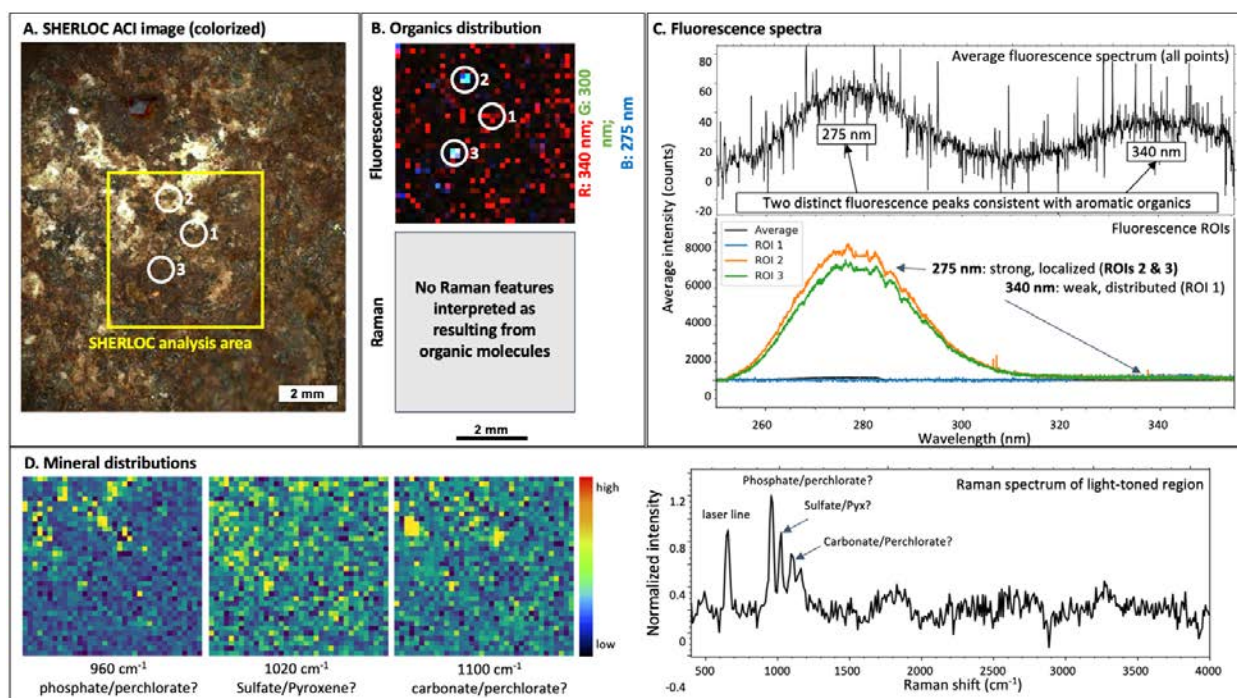 A. SHERLOC ACI image (colorized)
2
1
3
SHERLOC analysis area
2 mm
B. Organics distribution
Fluorescence
2
1
3
R: 340 nm; G: 300
nm;
B: 275 nm
Raman
No Raman features
interpreted as
resulting from
organic molecules
2 mm
C. Fluorescence spectra
Average intensity (counts)
80
60
40
20
0
-20
Average fluorescence spectrum (all points)
275 nm
340 nm
Two distinct fluorescence peaks consistent with aromatic organics
8000
6000
4000
2000
0
Average
ROI 1
ROI 2
ROI 3
Fluorescence ROIs
275 nm: strong, localized (ROIs 2 & 3)
340 nm: weak, distributed (ROI 1)
260 280 300 320 340
Wavelength (nm)
D. Mineral distributions
high
low
960 cm⁻¹
phosphate/perchlorate?
1020 cm⁻¹
Sulfate/Pyroxene?
1100 cm⁻¹
carbonate/perchlorate?
Normalized intensity
1.2
0.8
0.4
0
-0.4
Phosphate/perchlorate?
Raman spectrum of light-toned region
laser line
Sulfate/Pyx?
Carbonate/Perchlorate?
500 1000 1500 2000 2500 3000 3500 4000
Raman shift (cm⁻¹)